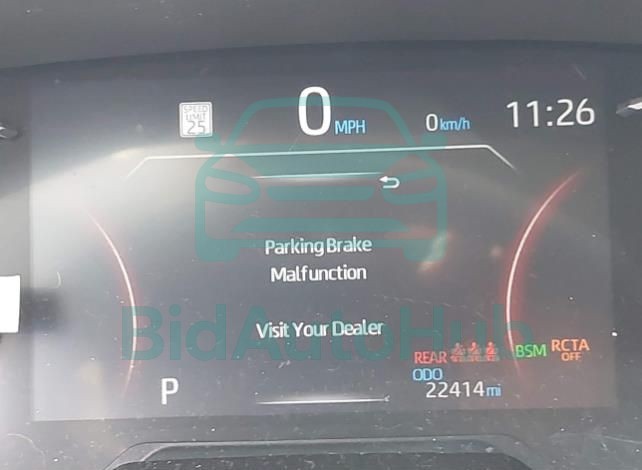 SPEED
LIMIT
25
0 MPH
0 km/h
11:26
Parking Brake
Malfunction
Visit Your Dealer
BidAutoHub
REAR
BSM
RCTA
OFF
ODO
P
22414 mi